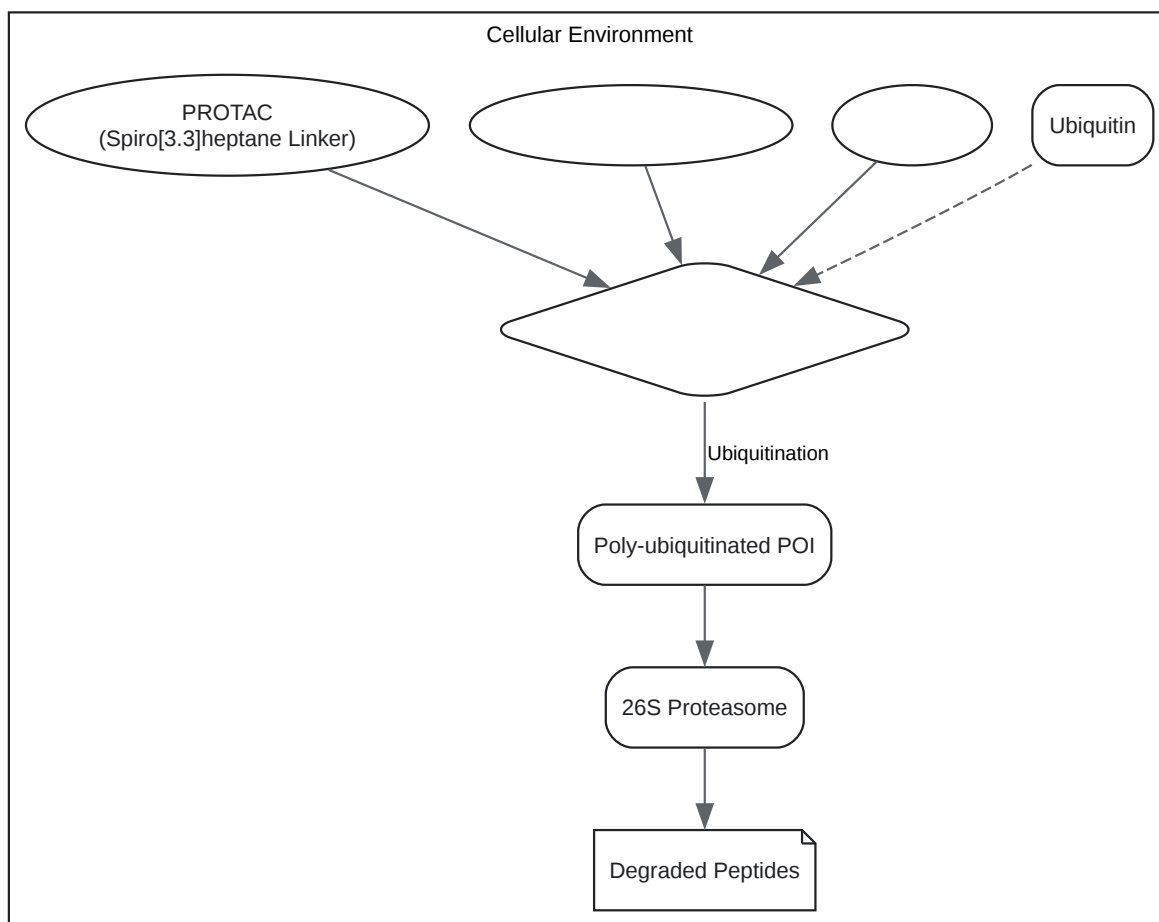 Cellular Environment
PROTAC
(Spiro[3.3]heptane Linker)
Ubiquitin
Ubiquitination
Poly-ubiquitinated POI
26S Proteasome
Degraded Peptides